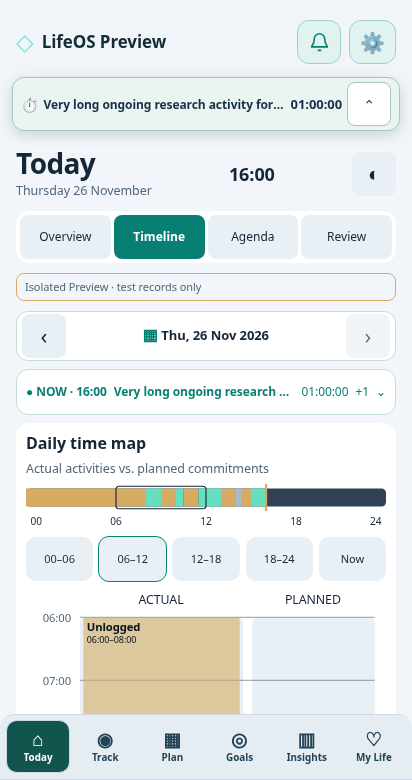 LifeOS Preview
Very long ongoing research activity for... 01:00:00
Today
Thursday 26 November
16:00
Overview
Timeline
Agenda
Review
Isolated Preview · test records only
Thu, 26 Nov 2026
● NOW · 16:00 Very long ongoing research ... 01:00:00 +1
Daily time map
Actual activities vs. planned commitments
00 06 12 18 24
00–06
06–12
12–18
18–24
Now
ACTUAL PLANNED
06:00
Unlogged
06:00–08:00
07:00
Today
Track
Plan
Goals
Insights
My Life